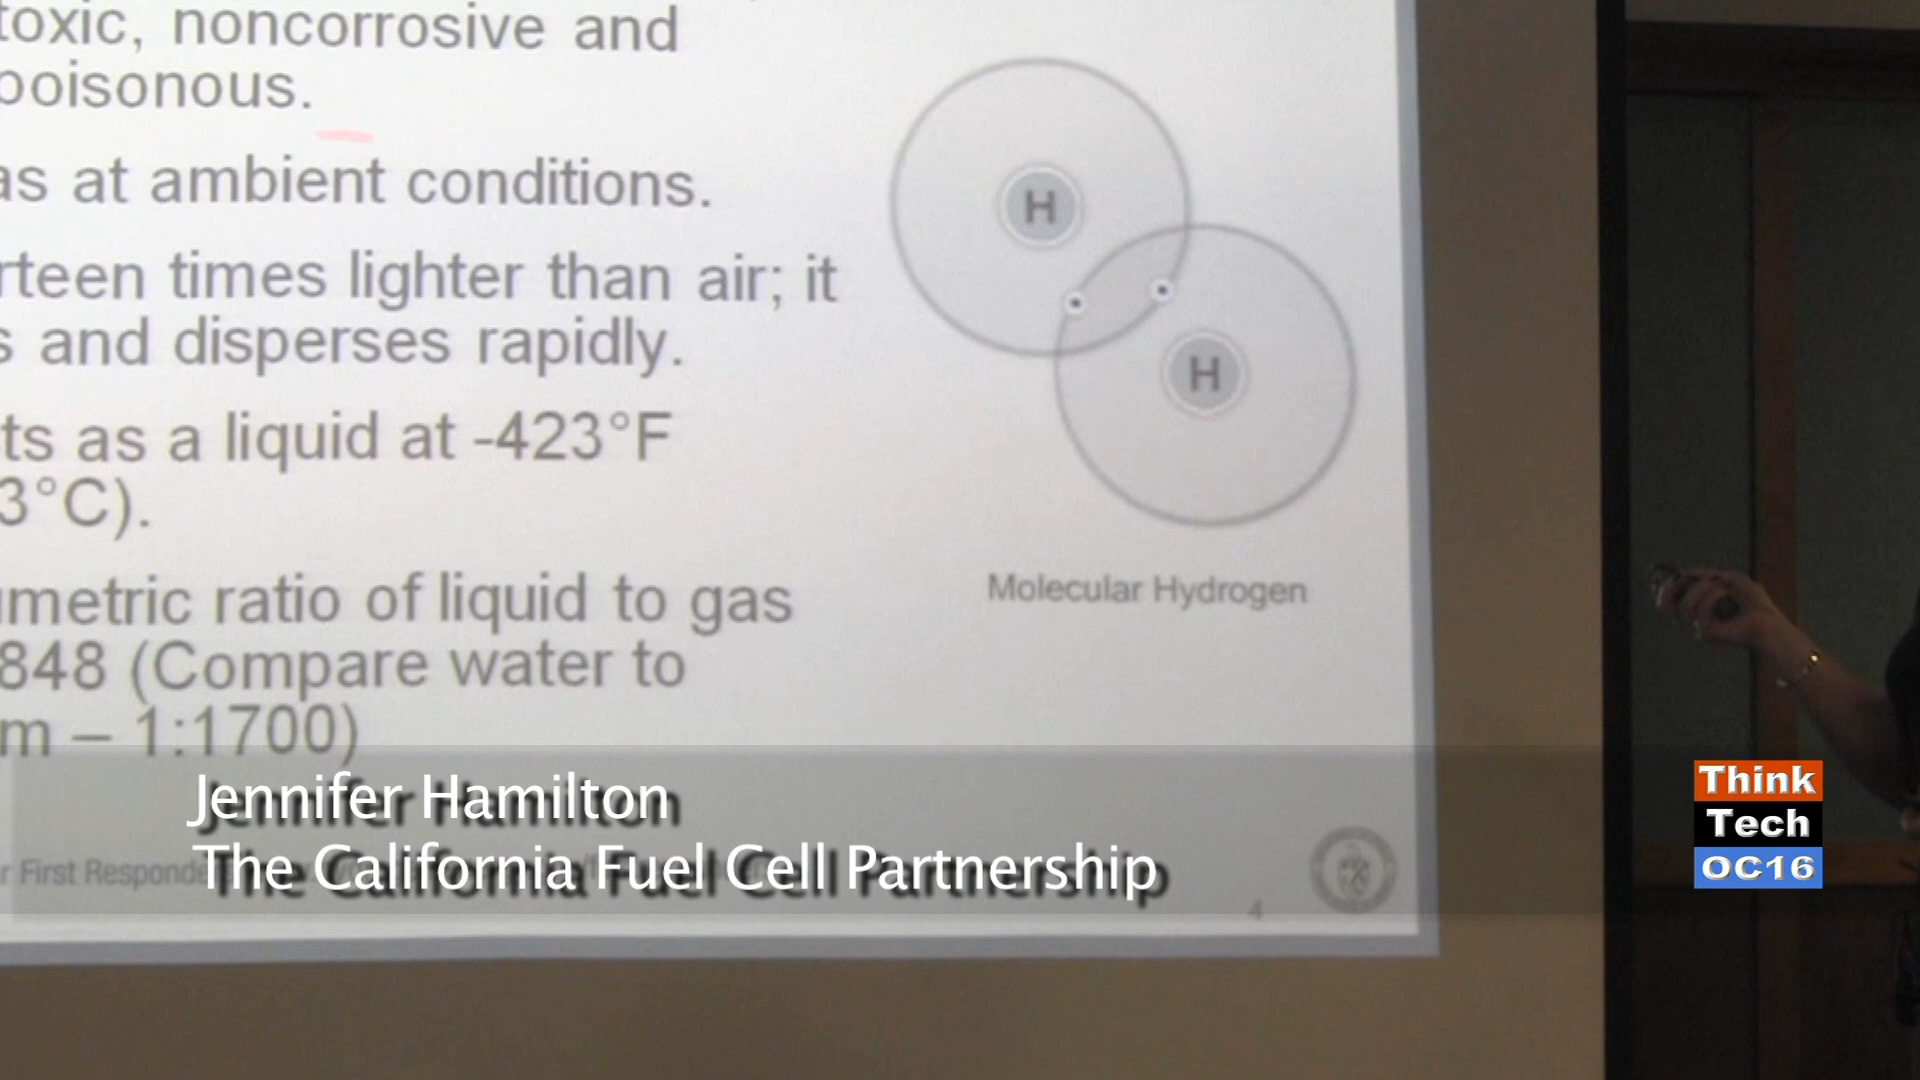 toxic, noncorrosive and
poisonous.
as at ambient conditions.
rteen times lighter than air; it
s and disperses rapidly.
ts as a liquid at -423°F
3°C).
metric ratio of liquid to gas
848 (Compare water to
m – 1:1700)
H
H
Molecular Hydrogen
Jennifer Hamilton
The California Fuel Cell Partnership
r First Responde
4
Think
Tech
OC16